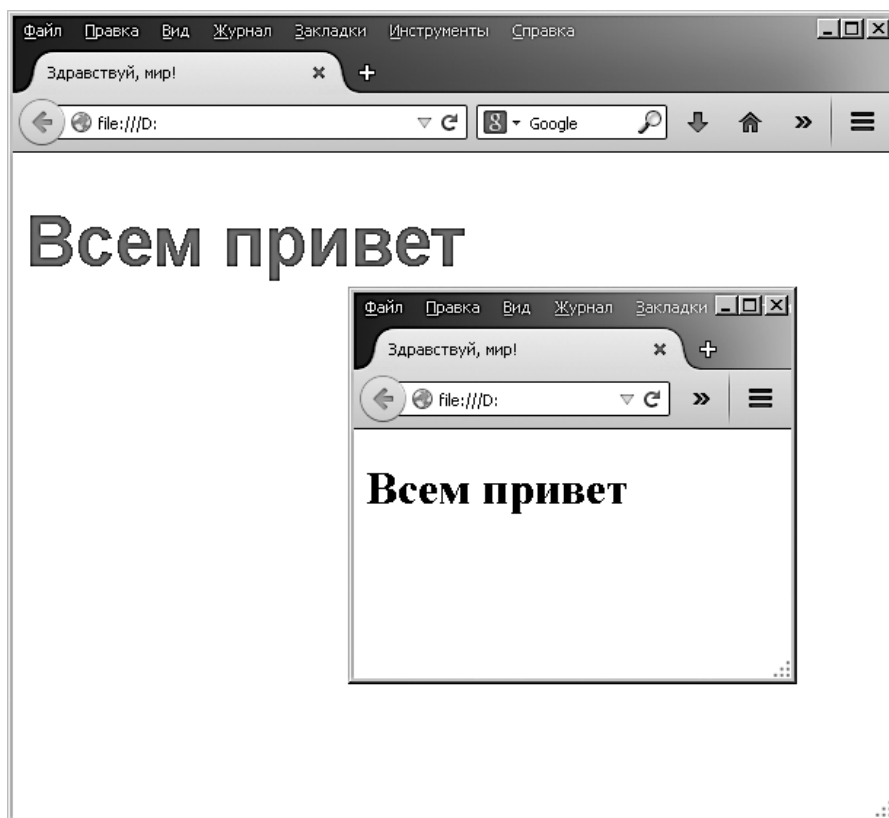 Файл Правка Вид Журнал Закладки Инструменты Справка
Здравствуй, мир!
file:///D: Google
Всем привет
Файл Правка Вид Журнал Закладки
Здравствуй, мир!
file:///D:
Всем привет